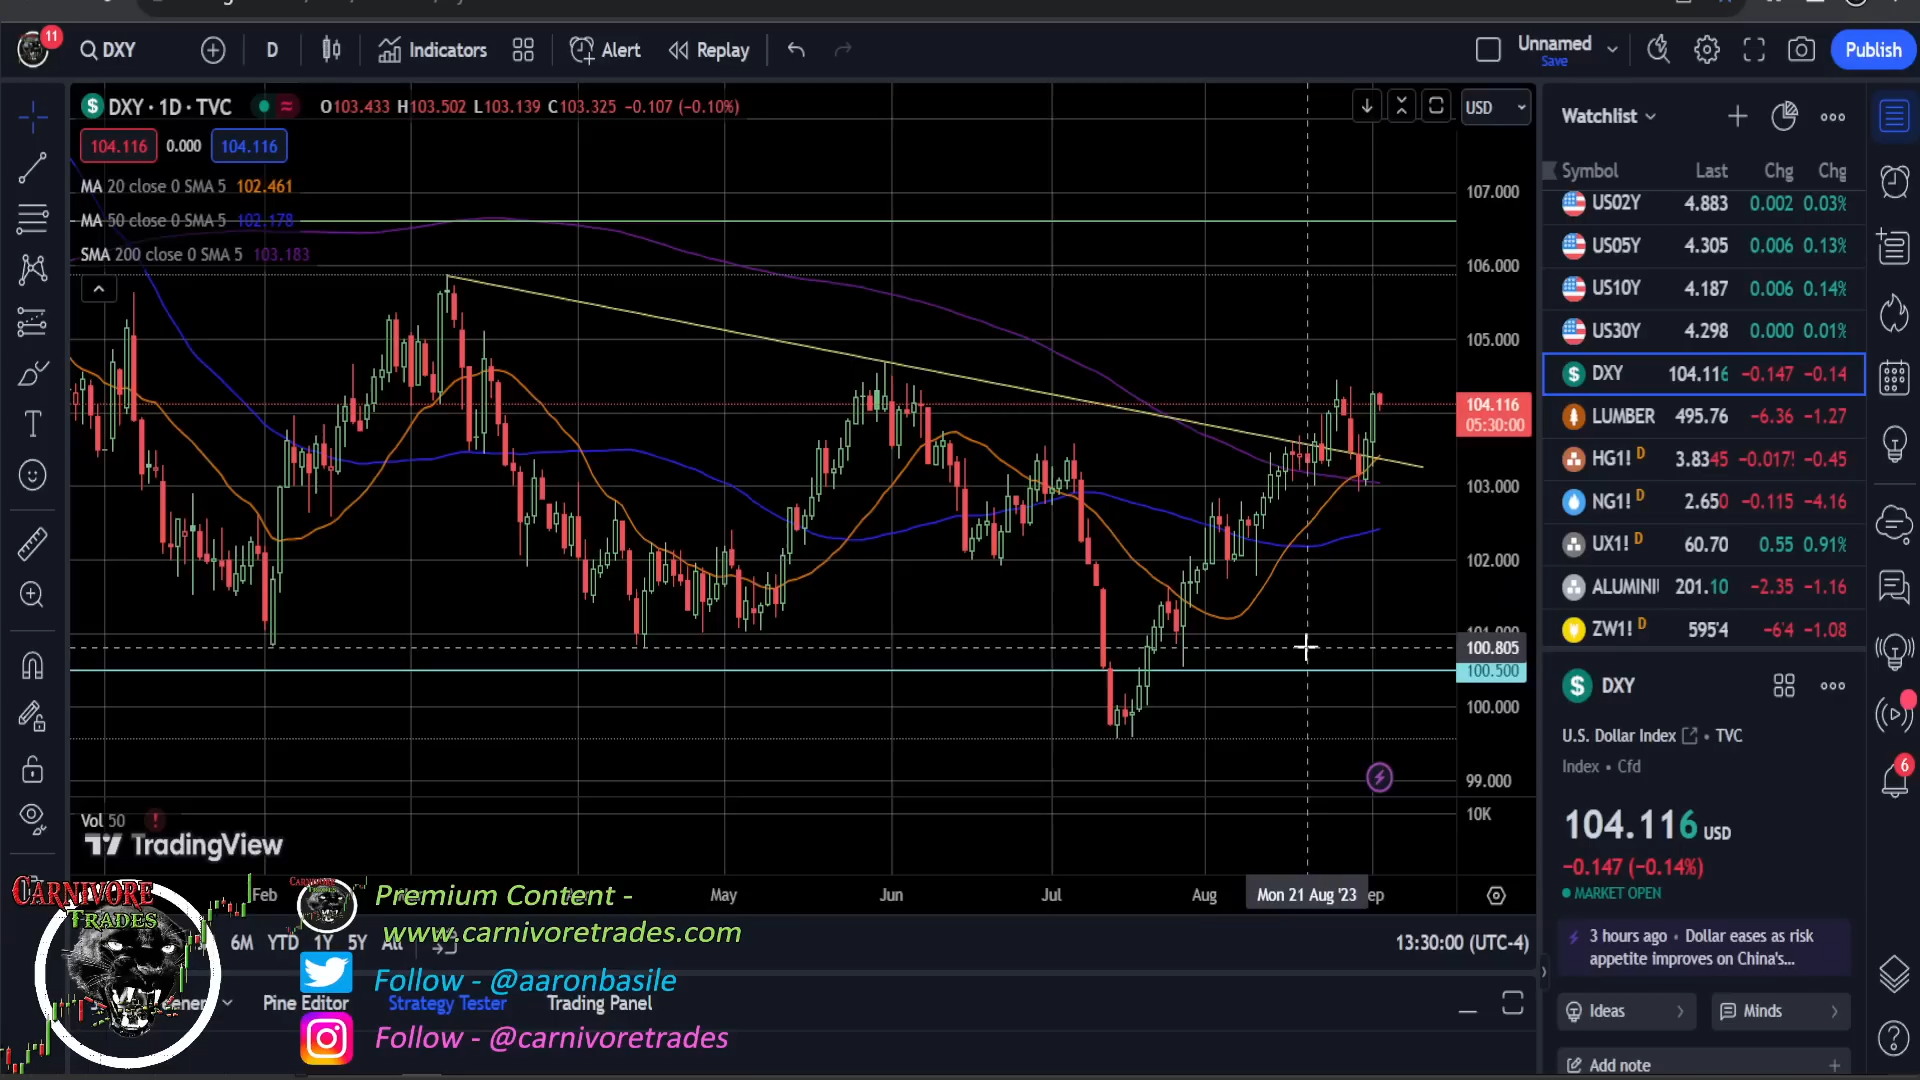 11
DXY
D
Indicators
Alert
Replay
Unnamed
Save
Publish
DXY · 1D · TVC
O103.433 H103.502 L103.139 C103.325 −0.107 (−0.10%)
USD
104.116 0.000 104.116
MA 20 close 0 SMA 5 102.461
MA 50 close 0 SMA 5 102.178
SMA 200 close 0 SMA 5 103.183
107.000
106.000
105.000
104.116
05:30:00
103.000
102.000
101.000
100.805
100.500
100.000
99.000
10K
Vol 50
TradingView
Feb
May
Jun
Jul
Aug
Mon 21 Aug '23
ep
6M YTD 1Y 5Y All
13:30:00 (UTC-4)
Pine Editor
Strategy Tester
Trading Panel
CARNIVORE
TRADES
Premium Content -
www.carnivoretrades.com
Follow - @aaronbasile
Follow - @carnivoretrades
Watchlist
Symbol Last Chg Chg
US02Y 4.883 0.002 0.03%
US05Y 4.305 0.006 0.13%
US10Y 4.187 0.006 0.14%
US30Y 4.298 0.000 0.01%
DXY 104.116 −0.147 −0.14
LUMBER 495.76 −6.36 −1.27
HG1! D 3.8345 −0.017! −0.45
NG1! D 2.650 −0.115 −4.16
UX1! D 60.70 0.55 0.91%
ALUMINI 201.10 −2.35 −1.16
ZW1! D 595'4 −6'4 −1.08
DXY
U.S. Dollar Index • TVC
Index • Cfd
104.116 USD
−0.147 (−0.14%)
MARKET OPEN
3 hours ago • Dollar eases as risk
appetite improves on China's...
Ideas
Minds
Add note
6